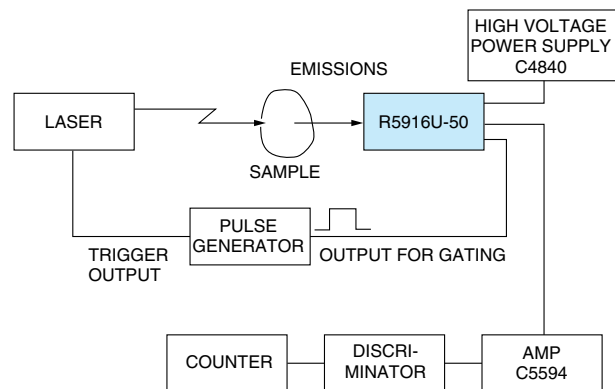 HIGH VOLTAGE
POWER SUPPLY
C4840
EMISSIONS
LASER
R5916U-50
SAMPLE
PULSE
GENERATOR
TRIGGER
OUTPUT
OUTPUT FOR GATING
COUNTER
DISCRI-
MINATOR
AMP
C5594